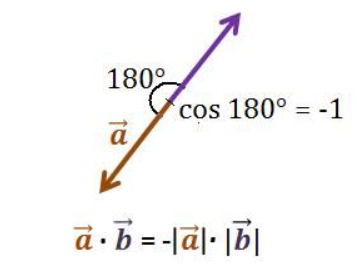 180°
cos 180° = -1
a⃗
a⃗ · b⃗ = -|a⃗|· |b⃗|